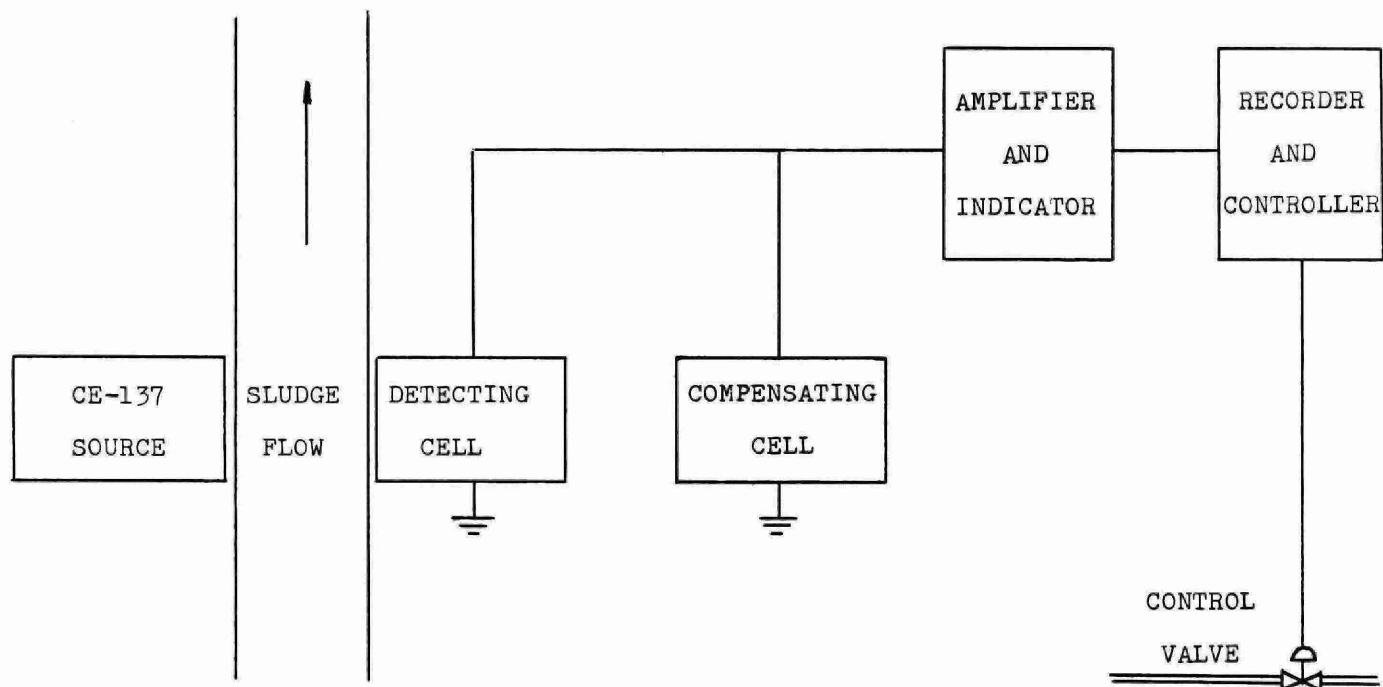 AMPLIFIER
AND
INDICATOR
RECORDER
AND
CONTROLLER
CE-137
SOURCE
SLUDGE
FLOW
DETECTING
CELL
COMPENSATING
CELL
CONTROL
VALVE